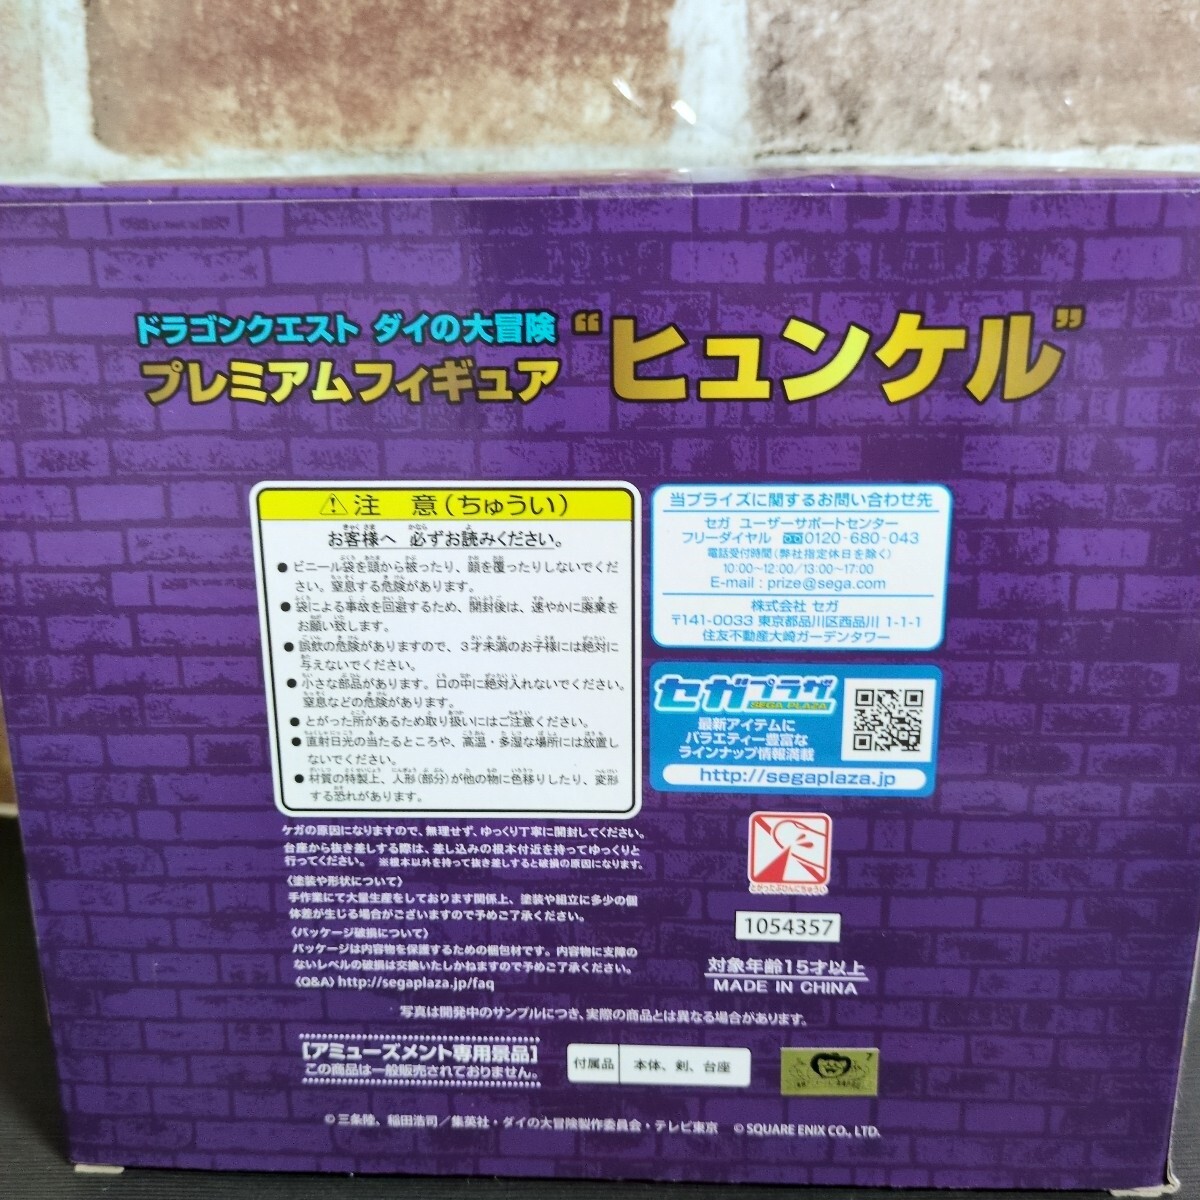 ドラゴンクエスト ダイの大冒険
プレミアムフィギュア
“ヒュンケル”
⚠注 意(ちゅうい)
お客様へ 必ずお読みください。
●ビニール袋を頭から被ったり、顔を覆ったりしないでくだ
さい。窒息する危険があります。
●袋による事故を回避するため、開封後は、速やかに廃棄を
お願い致します。
●誤飲の危険がありますので、3才未満のお子様には絶対に
与えないでください。
●小さな部品があります。口の中に絶対入れないでください。
窒息などの危険があります。
●とがった所があるため取り扱いにはご注意ください。
●直射日光の当たるところや、高温・多湿な場所には放置し
ないでください。
●材質の特製上、人形(部分)が他の物に色移りしたり、変形
する恐れがあります。
ケガの原因になりますので、無理せず、ゆっくり丁寧に開封してください。
台座から抜き差しする際は、差し込みの根本付近を持ってゆっくりと
行ってください。 ※根本以外を持って抜き差しすると破損の原因になります。
〈塗装や形状について〉
手作業にて大量生産をしております関係上、塗装や組立に多少の個
体差が生じる場合がございますので予めご了承ください。
〈パッケージ破損について〉
パッケージは内容物を保護するための梱包材です。内容物に支障の
ないレベルの破損は交換いたしかねますので予めご了承ください。
〈Q&A〉http://segaplaza.jp/faq
当プライズに関するお問い合わせ先
セガ ユーザーサポートセンター
フリーダイヤル 0120-680-043
電話受付時間(弊社指定休日を除く)
10:00~12:00/13:00~17:00
E-mail : prize@sega.com
株式会社 セガ
〒141-0033 東京都品川区西品川 1-1-1
住友不動産大崎ガーデンタワー
セガプラザ
SEGA PLAZA
最新アイテムに
バラエティー豊富な
ラインナップ情報満載
http://segaplaza.jp
とがったぶひんにちゅうい
1054357
対象年齢15才以上
MADE IN CHINA
写真は開発中のサンプルにつき、実際の商品とは異なる場合があります。
[アミューズメント専用景品]
この商品は一般販売されておりません。
付属品 本体、剣、台座
7
©三条陸、稲田浩司/集英社・ダイの大冒険製作委員会・テレビ東京 © SQUARE ENIX CO., LTD.